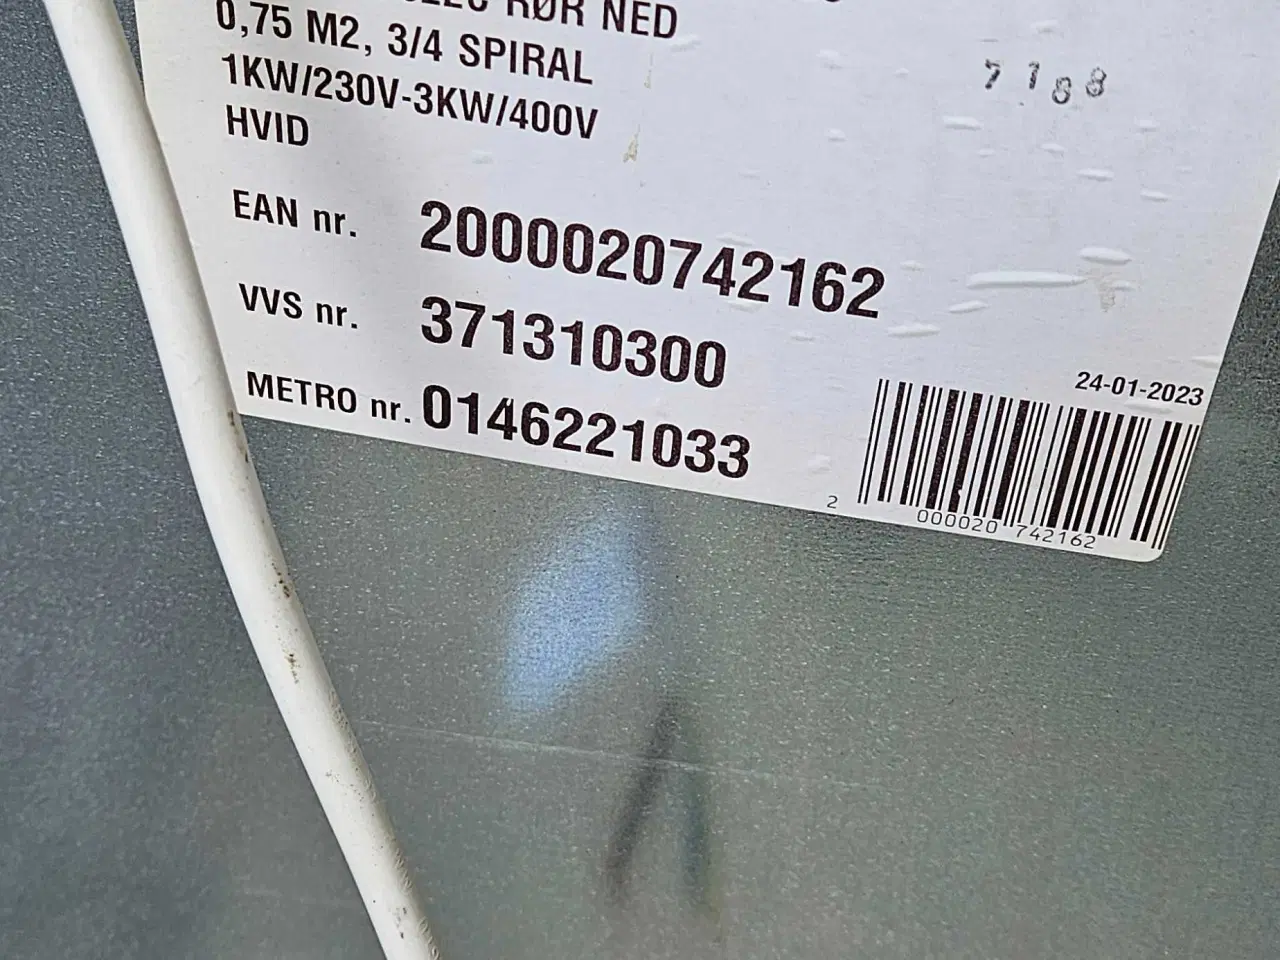 RØR NED
0,75 M2, 3/4 SPIRAL
1KW/230V-3KW/400V
HVID
7188
EAN nr. 2000020742162
VVS nr. 371310300
METRO nr. 0146221033
24-01-2023
2 000020 742162